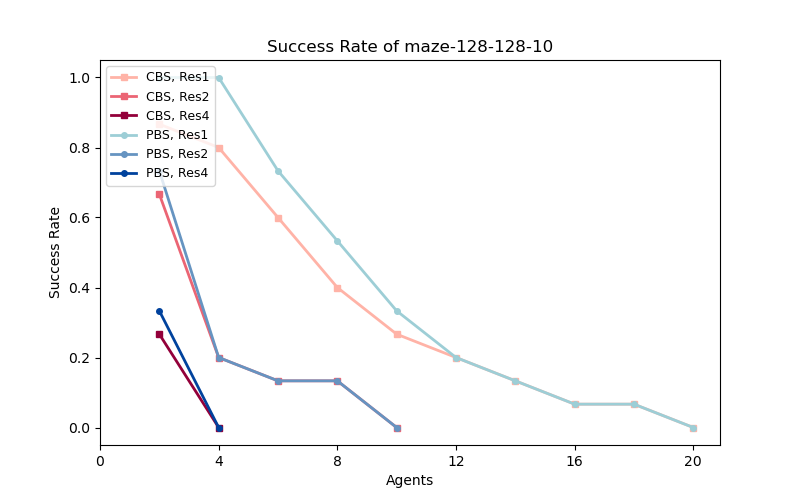 Success Rate of maze-128-128-10
CBS, Res1
CBS, Res2
CBS, Res4
PBS, Res1
PBS, Res2
PBS, Res4
Success Rate
1.0
0.8
0.6
0.4
0.2
0.0
0 4 8 12 16 20
Agents